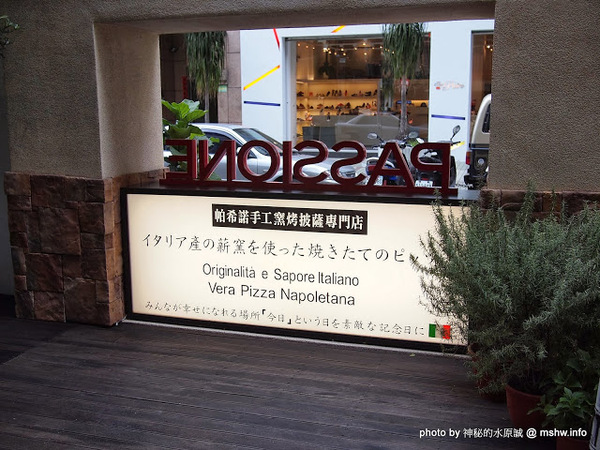 PASSIONE
帕希諾手工窯烤披薩專門店
イタリア產の薪窯を使った焼きたてのピ
Originalità e Sapore Italiano
Vera Pizza Napoletana
みんなが幸せになれる場所「今日」という日を素敵な記念日に
photo by 神秘的水原誠 @ mshw.info